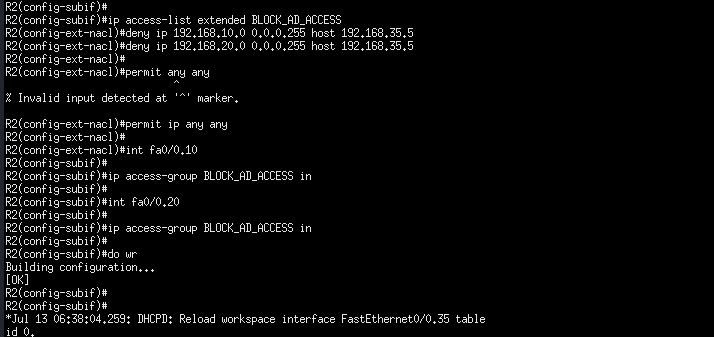 R2(config-subif)#
R2(config-subif)#ip access-list extended BLOCK_AD_ACCESS
R2(config-ext-nacl)#deny ip 192.168.10.0 0.0.0.255 host 192.168.35.5
R2(config-ext-nacl)#deny ip 192.168.20.0 0.0.0.255 host 192.168.35.5
R2(config-ext-nacl)#
R2(config-ext-nacl)#permit any any
^
% Invalid input detected at '^' marker.
R2(config-ext-nacl)#permit ip any any
R2(config-ext-nacl)#
R2(config-ext-nacl)#int fa0/0.10
R2(config-subif)#
R2(config-subif)#ip access-group BLOCK_AD_ACCESS in
R2(config-subif)#
R2(config-subif)#int fa0/0.20
R2(config-subif)#
R2(config-subif)#ip access-group BLOCK_AD_ACCESS in
R2(config-subif)#
R2(config-subif)#do wr
Building configuration...
[OK]
R2(config-subif)#
R2(config-subif)#
*Jul 13 06:38:04.259: DHCPD: Reload workspace interface FastEthernet0/0.35 table
id 0.